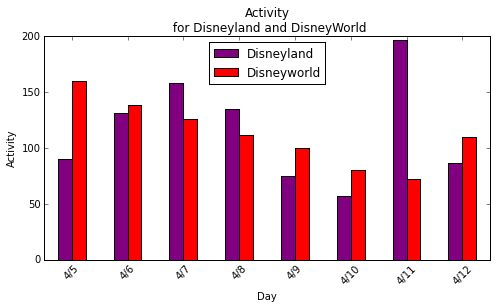 Activity
for Disneyland and DisneyWorld
Disneyland
Disneyworld
200
150
100
50
0
Activity
4/5
4/6
4/7
4/8
4/9
4/10
4/11
4/12
Day